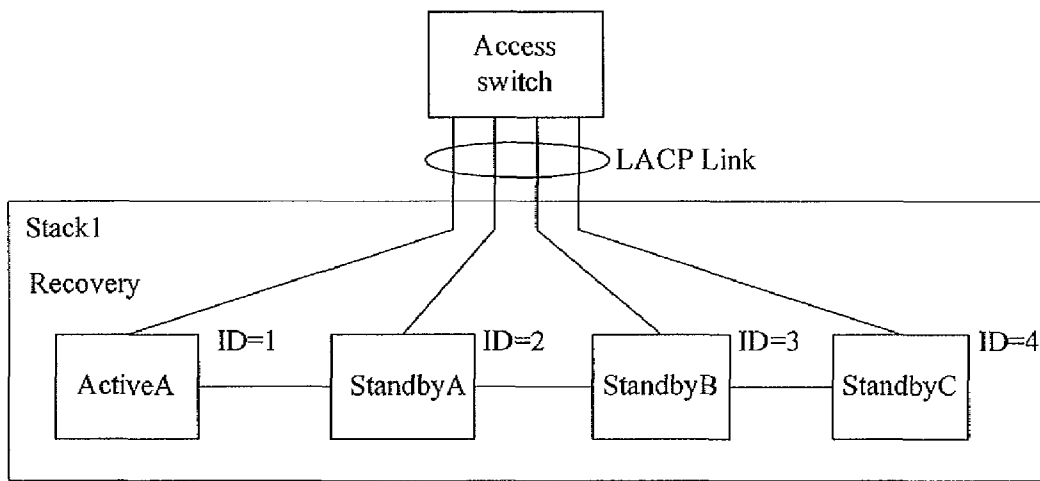 Access
switch
LACP Link
Stack1
Recovery
ID=1
ID=2
ID=3
ID=4
ActiveA
StandbyA
StandbyB
StandbyC